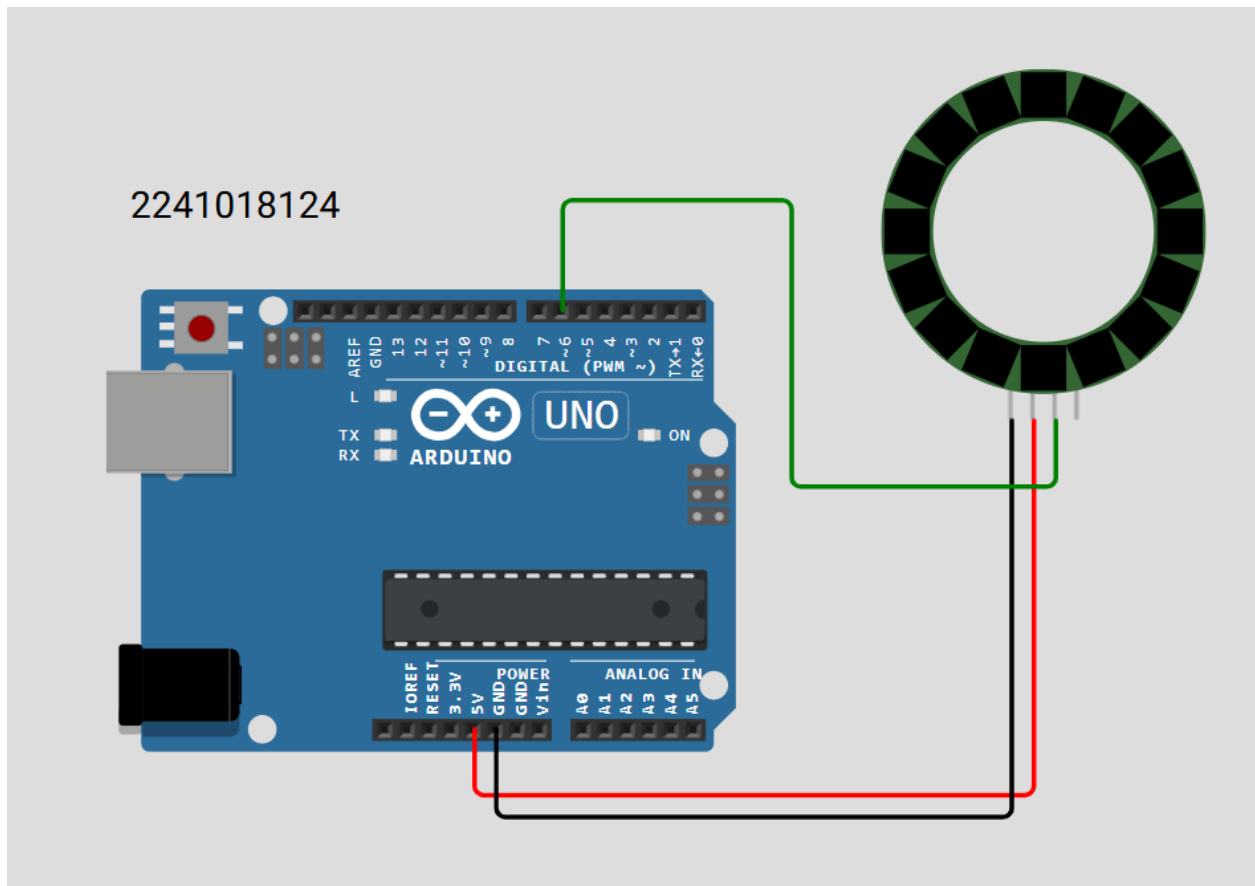 2241018124
AREF
GND
13
12
~11
~10
~9
8
7
~6
~5
4
~3
2
TX→1
RX←0
DIGITAL (PWM ~)
L
TX
RX
UNO
ON
ARDUINO
IOREF
RESET
3.3V
5V
GND
GND
Vin
POWER
ANALOG IN
A0
A1
A2
A3
A4
A5